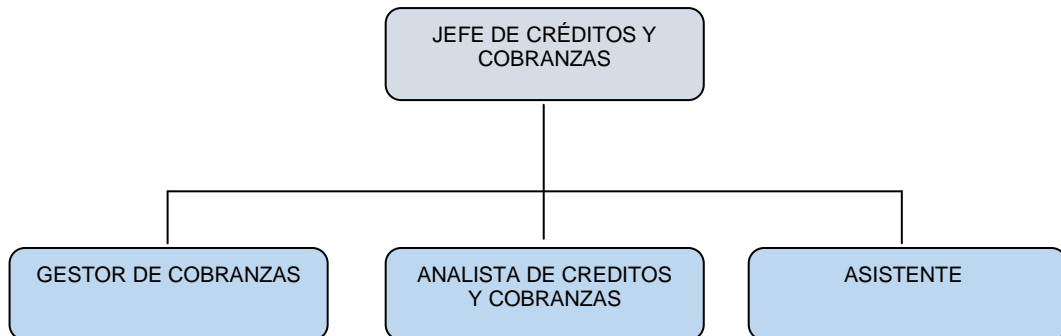 JEFE DE CRÉDITOS Y
COBRANZAS
GESTOR DE COBRANZAS
ANALISTA DE CREDITOS
Y COBRANZAS
ASISTENTE